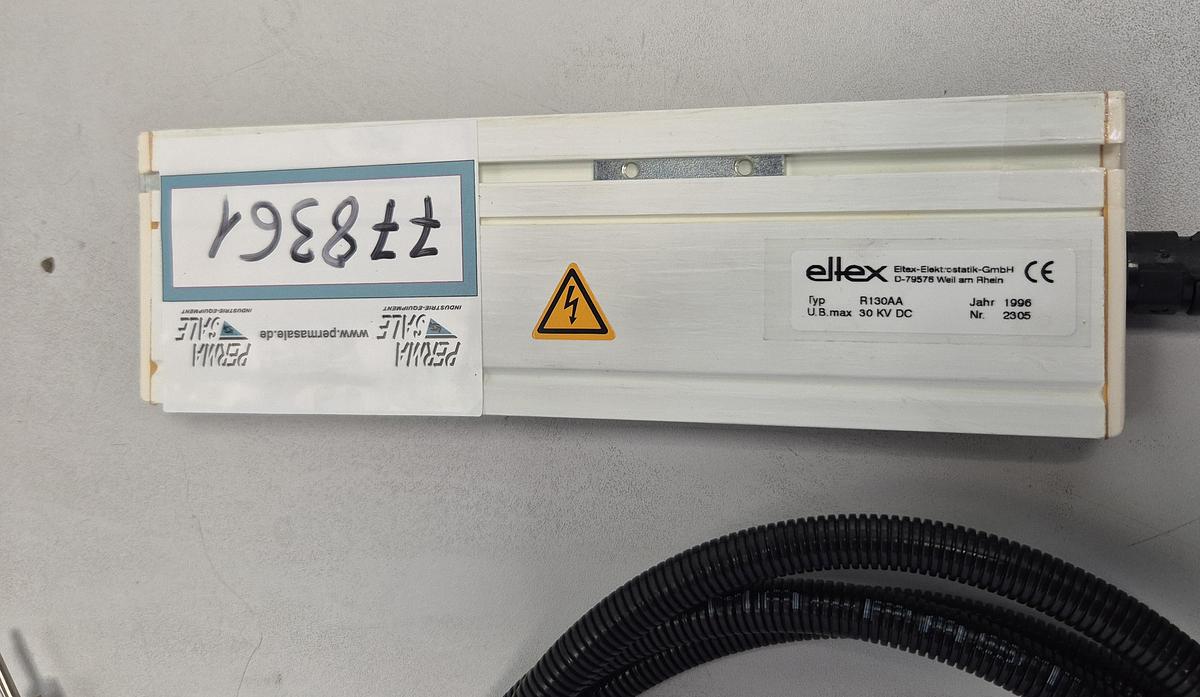 778361
PERMA
SALE
INDUSTRIE-EQUIPMENT
www.permasale.de
PERMA
SALE
INDUSTRIE-EQUIPMENT
eltex Eltex-Elektrostatik-GmbH CE
D-79576 Weil am Rhein
Typ R130AA Jahr 1996
U.B.max 30 KV DC Nr. 2305